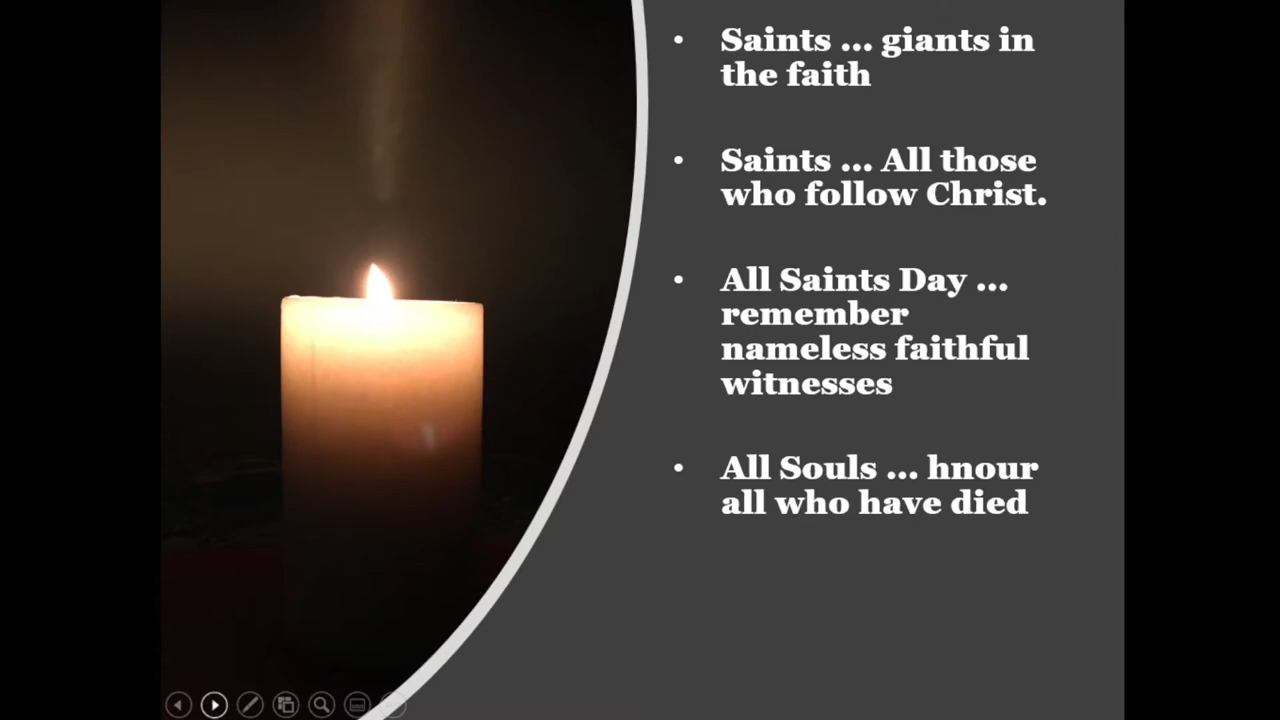 • Saints ... giants in
the faith
• Saints ... All those
who follow Christ.
• All Saints Day ...
remember
nameless faithful
witnesses
• All Souls ... hnour
all who have died